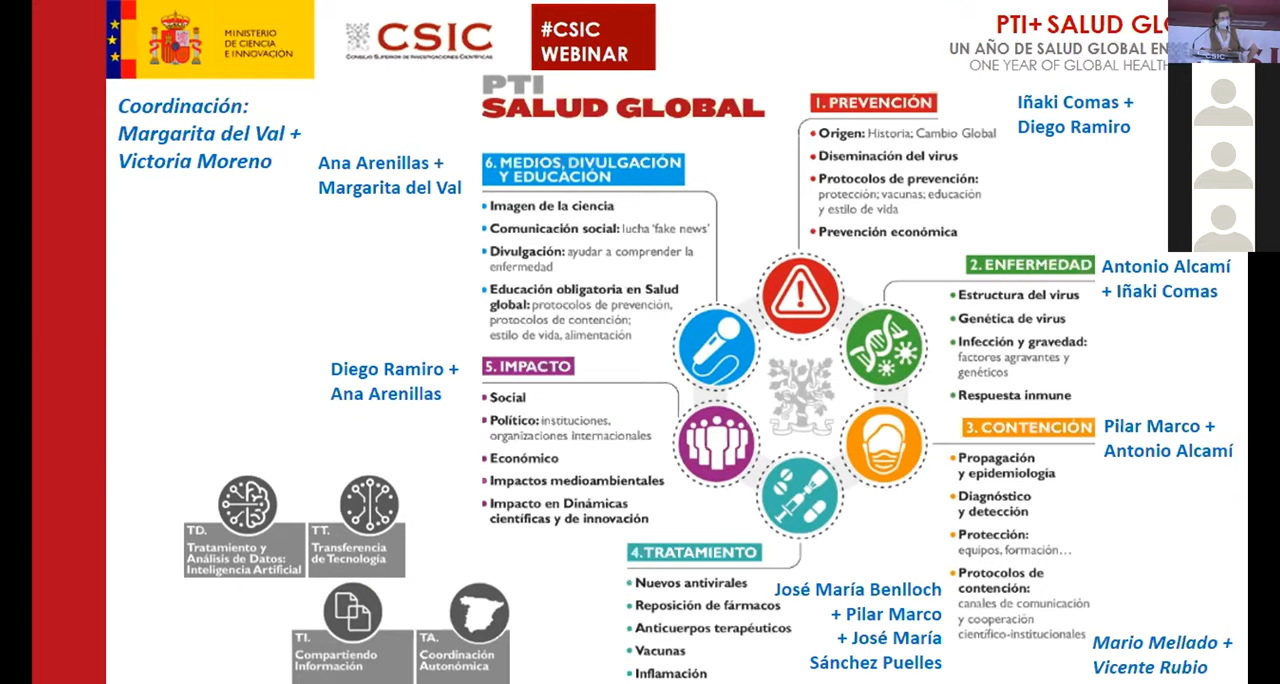 MINISTERIO
DE CIENCIA
E INNOVACIÓN
CSIC
CONSEJO SUPERIOR DE INVESTIGACIONES CIENTÍFICAS
#CSIC
WEBINAR
PTI+ SALUD GLO
UN AÑO DE SALUD GLOBAL EN
ONE YEAR OF GLOBAL HEALTH
CSIC
PTI
SALUD GLOBAL
Coordinación:
Margarita del Val +
Victoria Moreno
1. PREVENCIÓN
Origen: Historia; Cambio Global
Diseminación del virus
Protocolos de prevención:
protección; vacunas; educación
y estilo de vida
Prevención económica
Iñaki Comas +
Diego Ramiro
Ana Arenillas +
Margarita del Val
6. MEDIOS, DIVULGACIÓN
Y EDUCACIÓN
Imagen de la ciencia
Comunicación social: lucha 'fake news'
Divulgación: ayudar a comprender la
enfermedad
Educación obligatoria en Salud
global: protocolos de prevención,
protocolos de contención;
estilo de vida, alimentación
2. ENFERMEDAD
Estructura del virus
Genética de virus
Infección y gravedad:
factores agravantes y
genéticos
Respuesta inmune
Antonio Alcamí
+ Iñaki Comas
Diego Ramiro +
Ana Arenillas
5. IMPACTO
Social
Político: instituciones,
organizaciones internacionales
Económico
Impactos medioambientales
Impacto en Dinámicas
científicas y de innovación
3. CONTENCIÓN
Propagación
y epidemiología
Diagnóstico
y detección
Protección:
equipos, formación...
Protocolos de
contención:
canales de comunicación
y cooperación
científico-institucionales
Pilar Marco +
Antonio Alcamí
4. TRATAMIENTO
Nuevos antivirales
Reposición de fármacos
Anticuerpos terapéuticos
Vacunas
Inflamación
José María Benlloch
+ Pilar Marco
+ José María
Sánchez Puelles
Mario Mellado +
Vicente Rubio
TD.
Tratamiento y
Análisis de Datos:
Inteligencia Artificial
TT.
Transferencia
de Tecnología
TI.
Compartiendo
Información
TA.
Coordinación
Autonómica